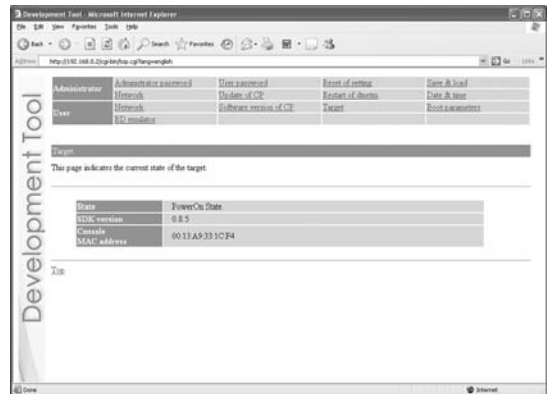 Development Tool - Microsoft Internet Explorer
File Edit View Favorites Tools Help
Back Search Favorites
Address http://192.168.0.2/cgi-bin/top.cgi?lang=english Go Links
Development Tool
Administrator Administrator password User password Reset of setting Save & load
Network Update of CP Restart of dsetm Date & time
User Network Software version of CP Target Boot parameters
BD emulator
Target
This page indicates the current state of the target.
State PowerOn State
SDK version 0.8.5
Console MAC address 00:13:A9:33:1C:F4
Top
Done Internet